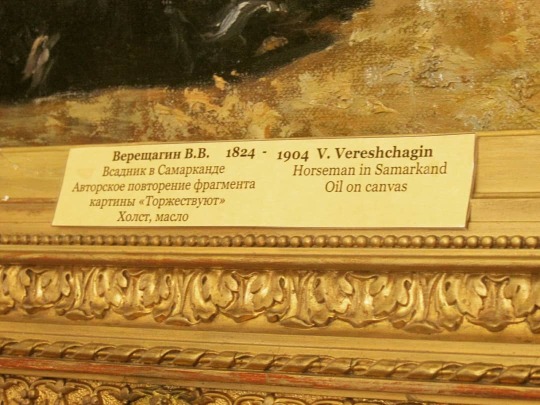 Верещагин В.В. 1824 - 1904 V. Vereshchagin
Всадник в Самарканде
Авторское повторение фрагмента
картины «Торжествуют»
Холст, масло
Horseman in Samarkand
Oil on canvas